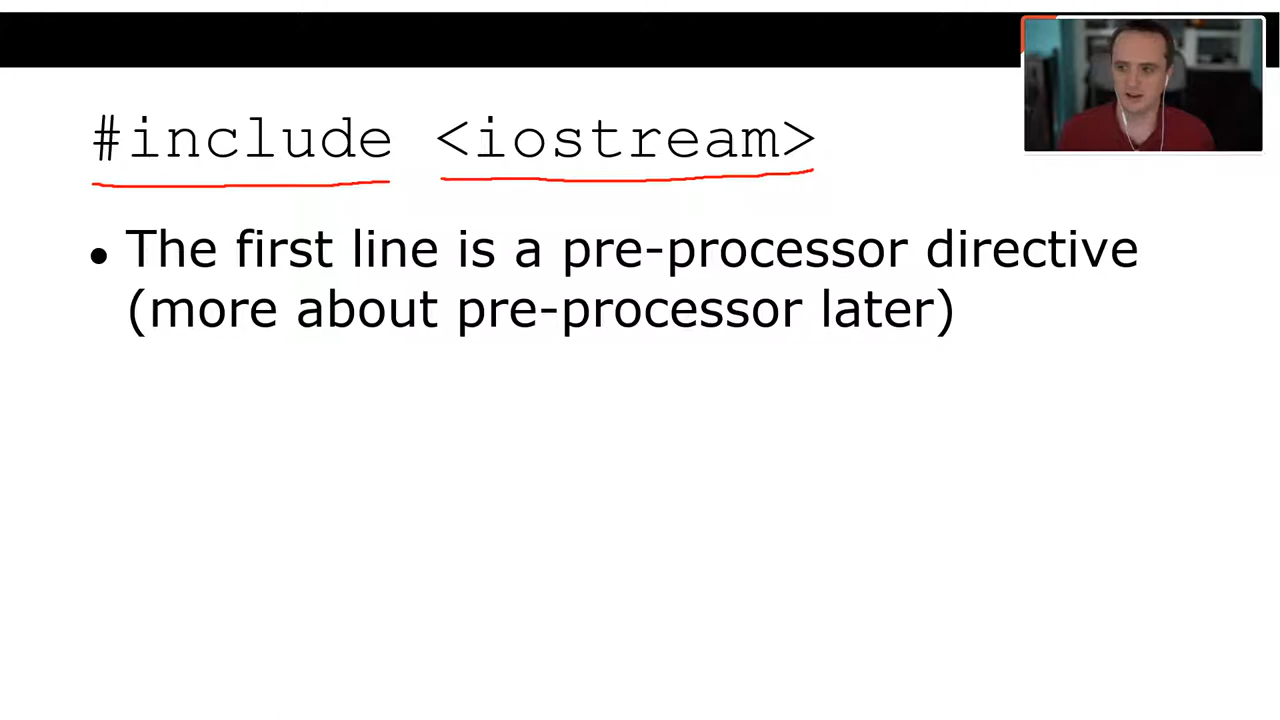 #include <iostream>
• The first line is a pre-processor directive
(more about pre-processor later)